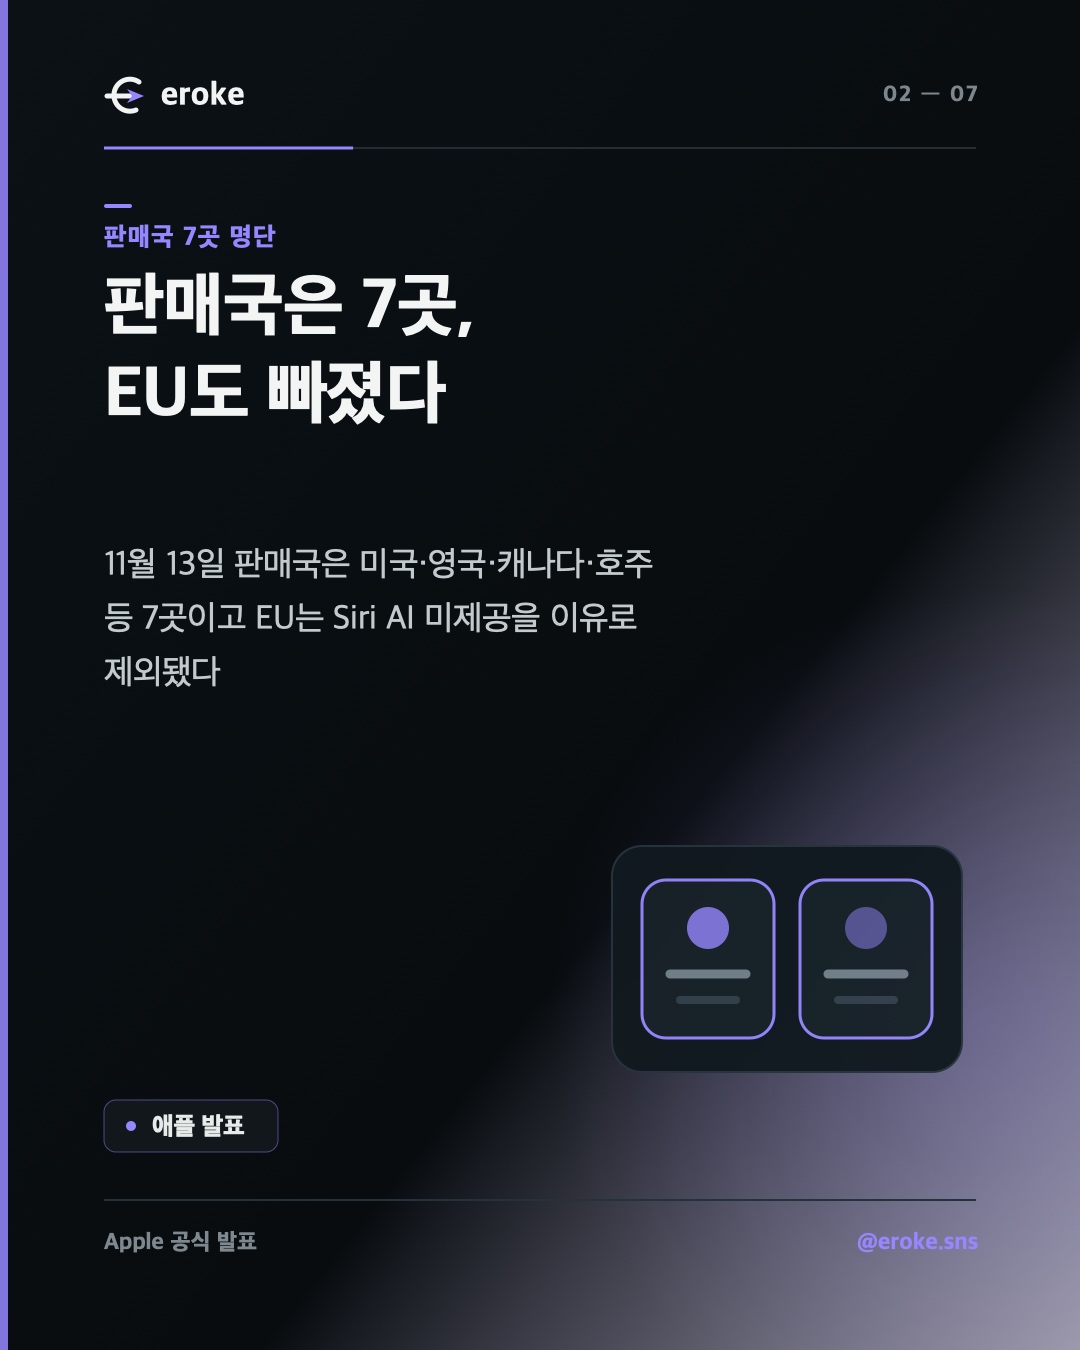 eroke
02 — 07
판매국 7곳 명단
판매국은 7곳,
EU도 빠졌다
11월 13일 판매국은 미국·영국·캐나다·호주
등 7곳이고 EU는 Siri AI 미제공을 이유로
제외됐다
애플 발표
Apple 공식 발표
@eroke.sns